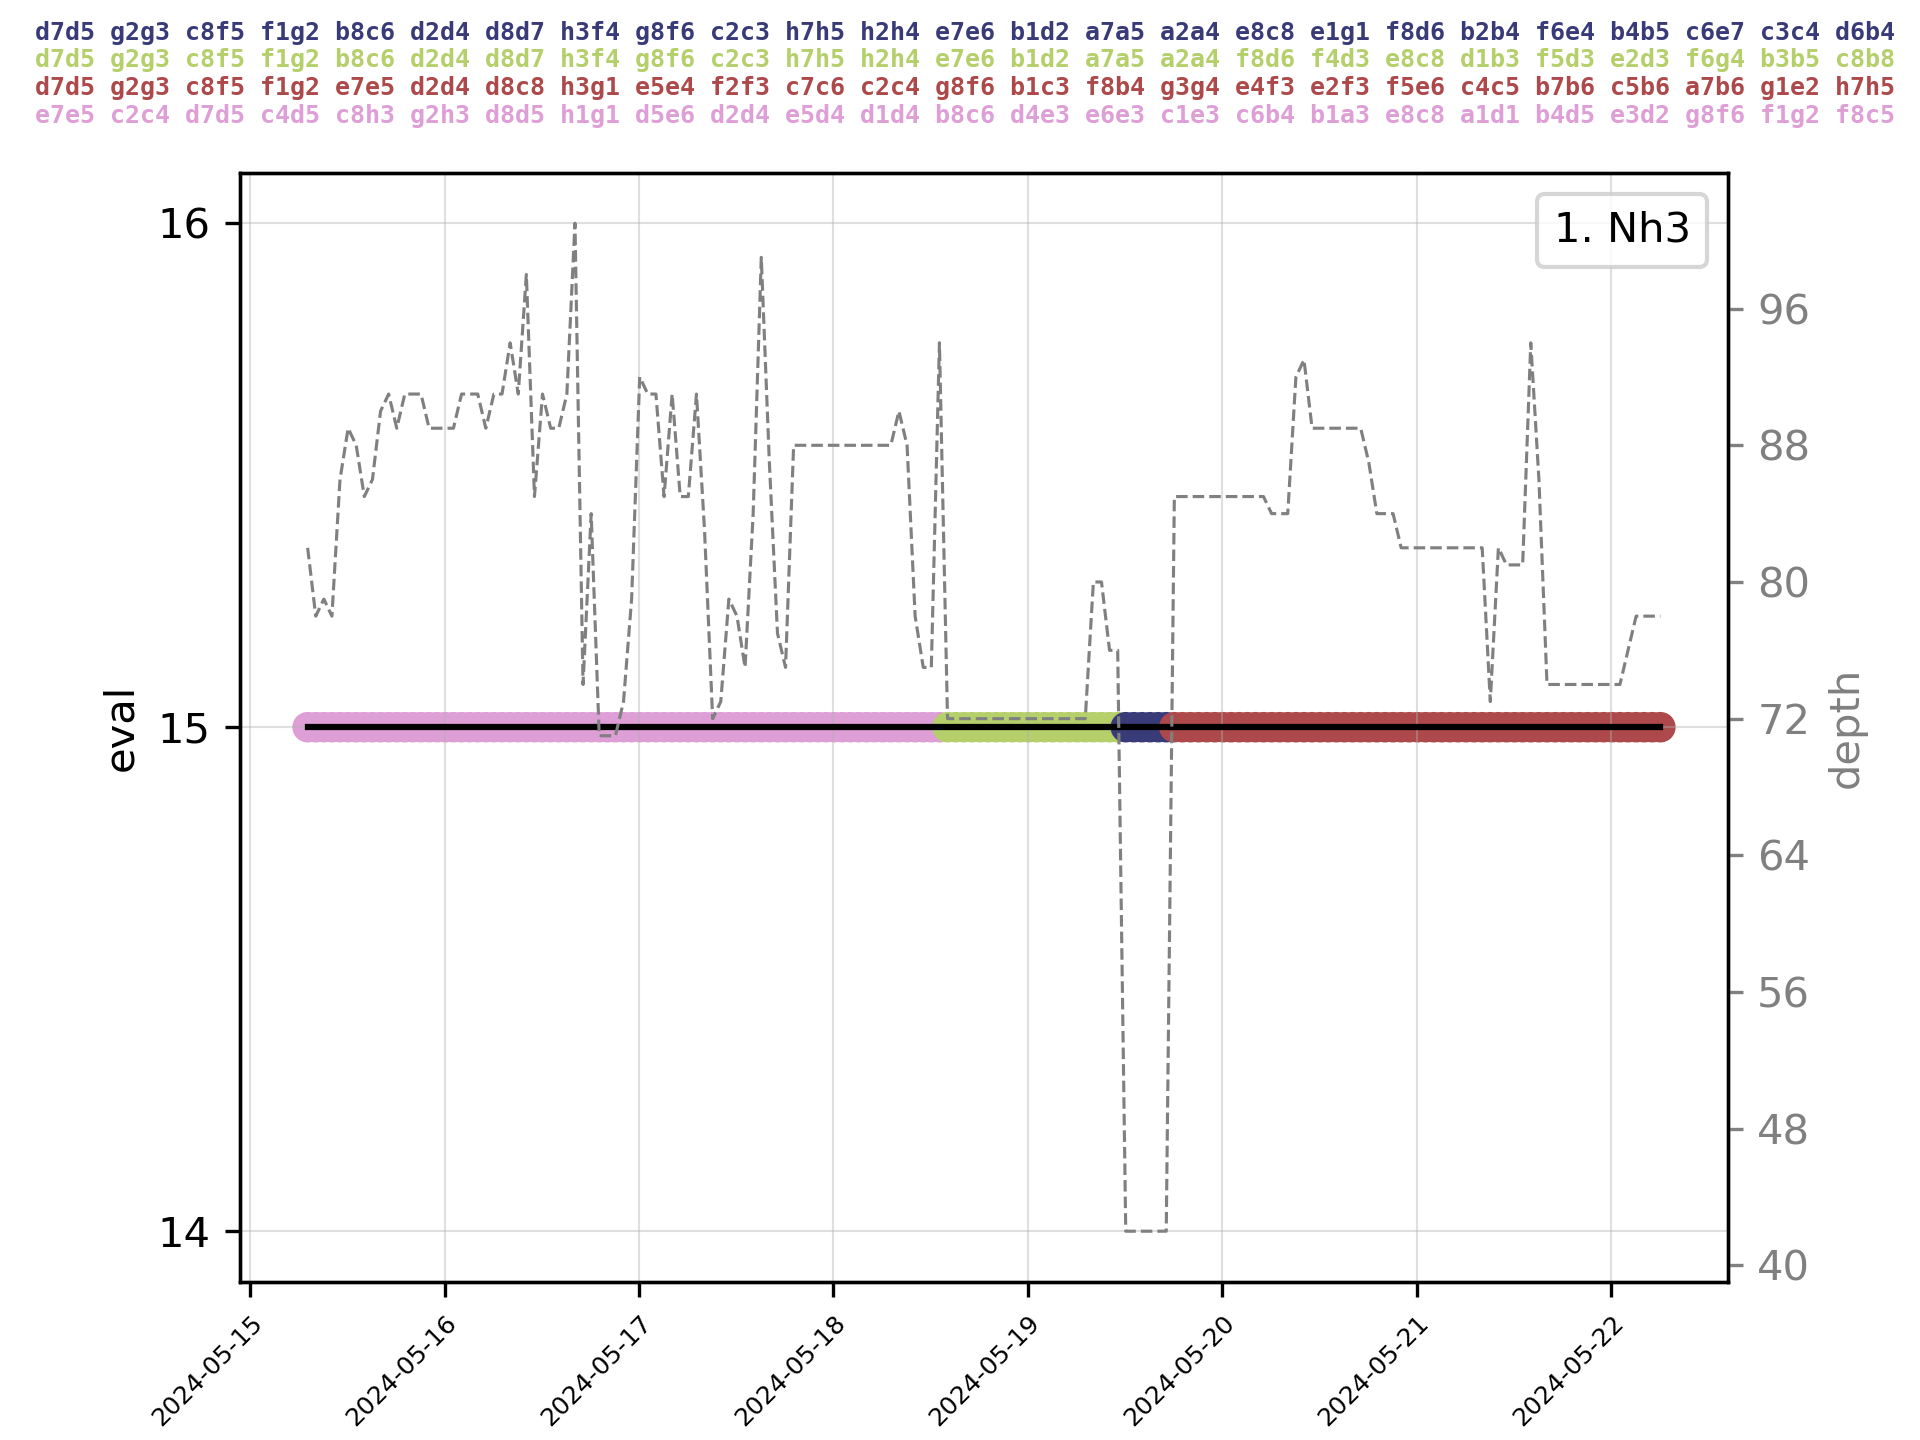 d7d5 g2g3 c8f5 f1g2 b8c6 d2d4 d8d7 h3f4 g8f6 c2c3 h7h5 h2h4 e7e6 b1d2 a7a5 a2a4 e8c8 e1g1 f8d6 b2b4 f6e4 b4b5 c6e7 c3c4 d6b4
d7d5 g2g3 c8f5 f1g2 b8c6 d2d4 d8d7 h3f4 g8f6 c2c3 h7h5 h2h4 e7e6 b1d2 a7a5 a2a4 f8d6 f4d3 e8c8 d1b3 f5d3 e2d3 f6g4 b3b5 c8b8
d7d5 g2g3 c8f5 f1g2 e7e5 d2d4 d8c8 h3g1 e5e4 f2f3 c7c6 c2c4 g8f6 b1c3 f8b4 g3g4 e4f3 e2f3 f5e6 c4c5 b7b6 c5b6 a7b6 g1e2 h7h5
e7e5 c2c4 d7d5 c4d5 c8h3 g2h3 d8d5 h1g1 d5e6 d2d4 e5d4 d1d4 b8c6 d4e3 e6e3 c1e3 c6b4 b1a3 e8c8 a1d1 b4d5 e3d2 g8f6 f1g2 f8c5
1. Nh3
16
15
14
eval
96
88
80
72
64
56
48
40
depth
2024-05-15
2024-05-16
2024-05-17
2024-05-18
2024-05-19
2024-05-20
2024-05-21
2024-05-22